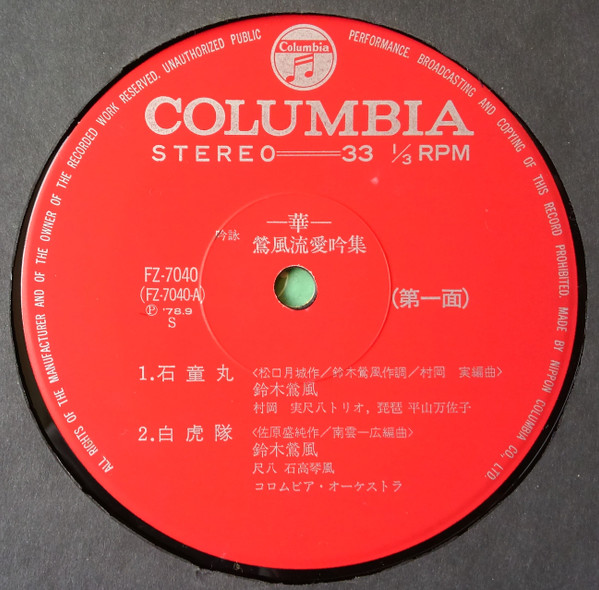 ALL RIGHTS OF THE MANUFACTURER AND OF THE OWNER OF THE RECORDED WORK RESERVED. UNAUTHORIZED PUBLIC PERFORMANCE, BROADCASTING AND COPYING OF THIS RECORD PROHIBITED. MADE BY NIPPON COLUMBIA CO., LTD.
Columbia
COLUMBIA
STEREO 33 1/3 RPM
—華—
吟詠 鶯風流愛吟集
FZ-7040
(FZ-7040-A)
℗ '78.9
S
(第一面)
1.石童丸 〈松口月城作/鈴木鶯風作調/村岡 実編曲〉
鈴木鶯風
村岡 実尺八トリオ,琵琶 平山万佐子
2.白虎隊 〈佐原盛純作/南雲一広編曲〉
鈴木鶯風
尺八 石高琴風
コロムビア・オーケストラ